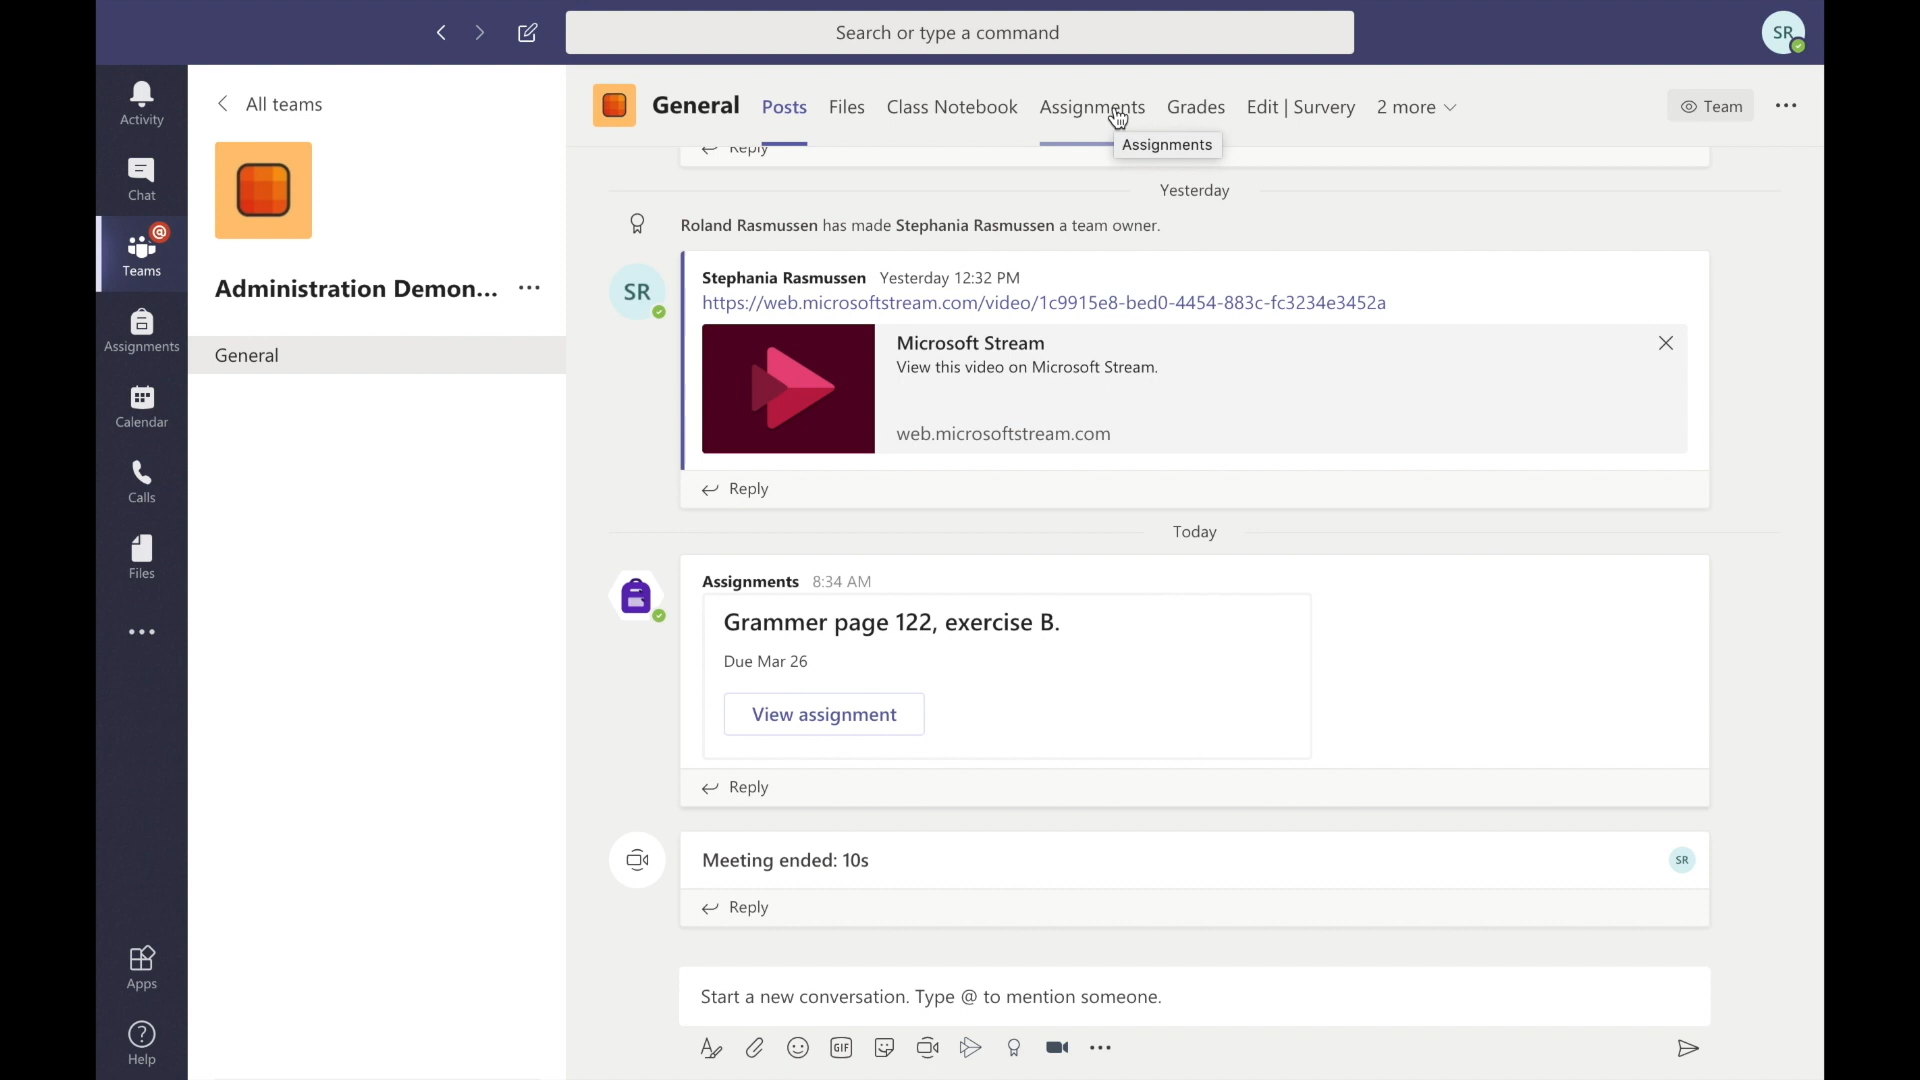 Search or type a command
SR
Activity
Chat
@
Teams
Assignments
Calendar
Calls
Files
Apps
Help
All teams
Administration Demon...
General
General
Posts
Files
Class Notebook
Assignments
Grades
Edit | Survery
2 more
Team
Assignments
Reply
Yesterday
Roland Rasmussen has made Stephania Rasmussen a team owner.
SR
Stephania Rasmussen Yesterday 12:32 PM
https://web.microsoftstream.com/video/1c9915e8-bed0-4454-883c-fc3234e3452a
Microsoft Stream
View this video on Microsoft Stream.
web.microsoftstream.com
Reply
Today
Assignments 8:34 AM
Grammer page 122, exercise B.
Due Mar 26
View assignment
Reply
Meeting ended: 10s
SR
Reply
Start a new conversation. Type @ to mention someone.
GIF